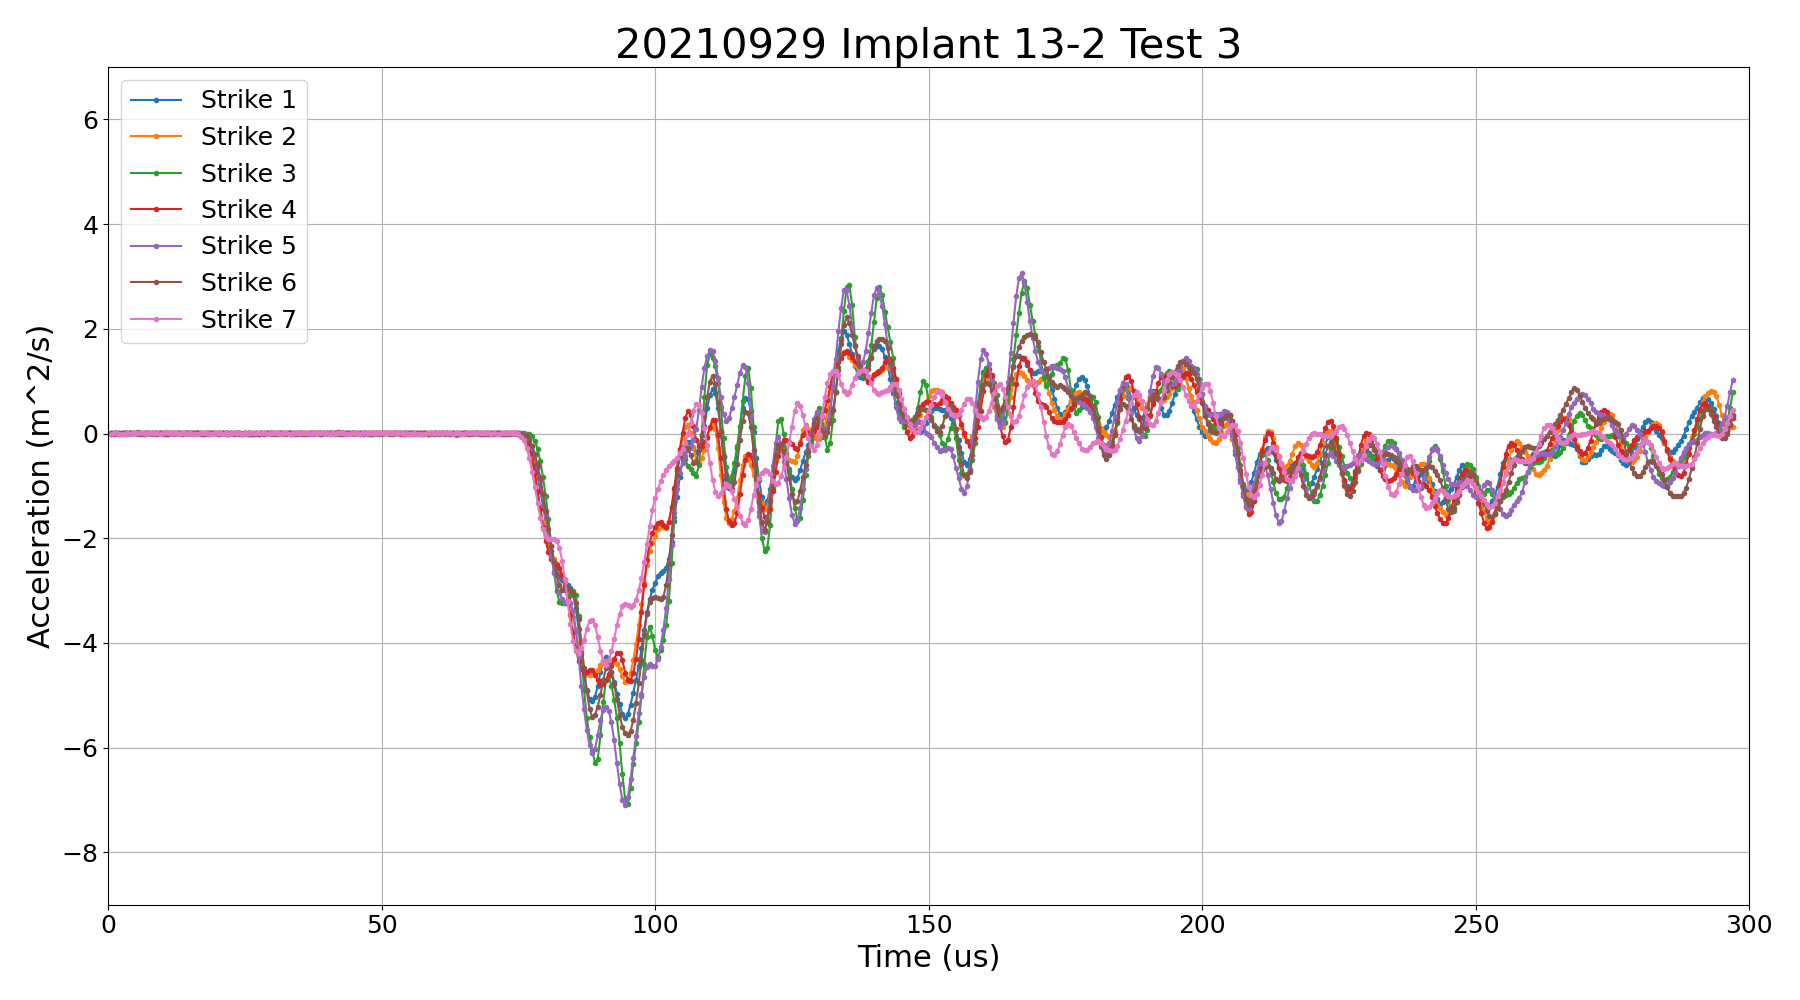 20210929 Implant 13-2 Test 3
Strike 1
Strike 2
Strike 3
Strike 4
Strike 5
Strike 6
Strike 7
Acceleration (m^2/s)
6
4
2
0
−2
−4
−6
−8
0 50 100 150 200 250 300
Time (us)